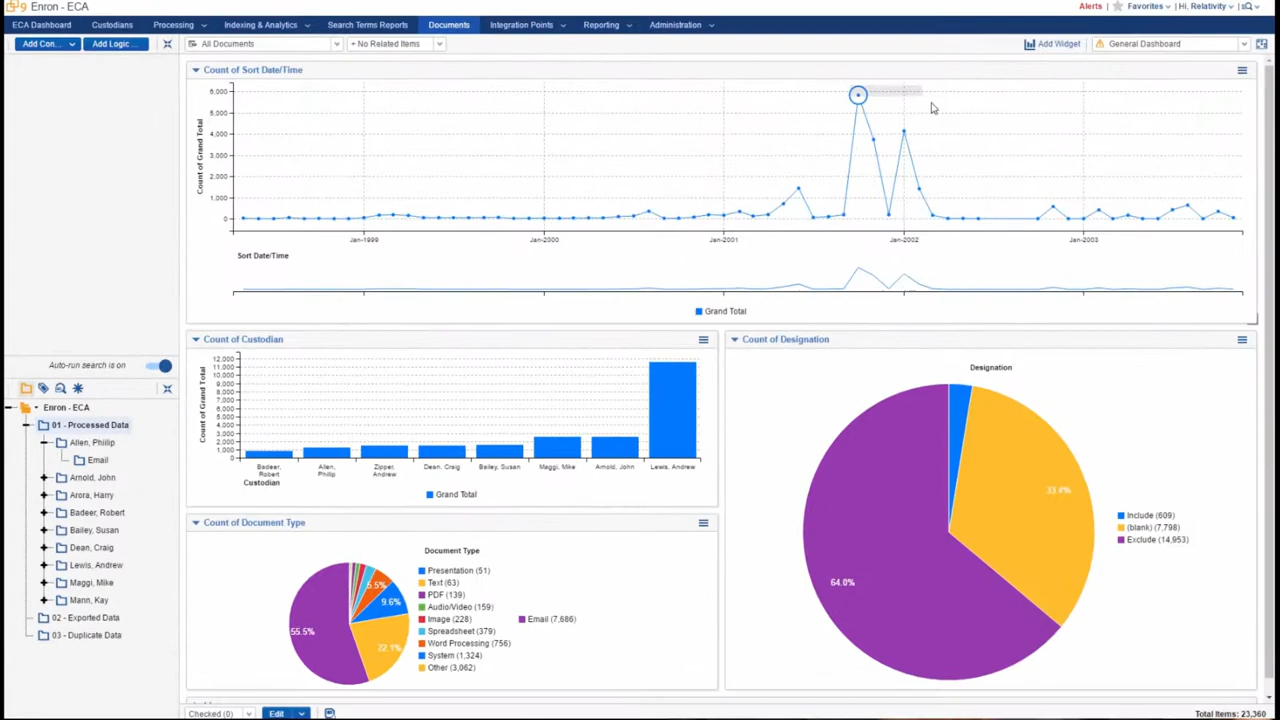 9 Enron - ECA
Alerts Favorites Hi, Relativity
ECA Dashboard Custodians Processing Indexing & Analytics Search Terms Reports Documents Integration Points Reporting Administration
Add Con... Add Logic ... All Documents + No Related Items Add Widget General Dashboard
Count of Sort Date/Time
Count of Grand Total
6,000
5,000
4,000
3,000
2,000
1,000
0
Jan-1999 Jan-2000 Jan-2001 Jan-2002 Jan-2003
Sort Date/Time
Grand Total
Count of Custodian
Count of Grand Total
12,000
11,000
10,000
9,000
8,000
7,000
6,000
5,000
4,000
3,000
2,000
1,000
0
Badeer, Robert
Allen, Phillip
Zipper, Andrew
Dean, Craig
Bailey, Susan
Maggi, Mike
Arnold, John
Lewis, Andrew
Custodian
Grand Total
Count of Designation
Designation
33.4%
64.0%
Include (609)
(blank) (7,798)
Exclude (14,953)
Count of Document Type
Document Type
5.5%
9.6%
55.5%
22.1%
Presentation (51)
Text (63)
PDF (139)
Audio/Video (159)
Image (228)
Spreadsheet (379)
Word Processing (756)
System (1,324)
Other (3,062)
Email (7,686)
Auto-run search is on
Enron - ECA
01 - Processed Data
Allen, Phillip
Email
Arnold, John
Arora, Harry
Badeer, Robert
Bailey, Susan
Dean, Craig
Lewis, Andrew
Maggi, Mike
Mann, Kay
02 - Exported Data
03 - Duplicate Data
Checked (0) Edit Total Items: 23,360